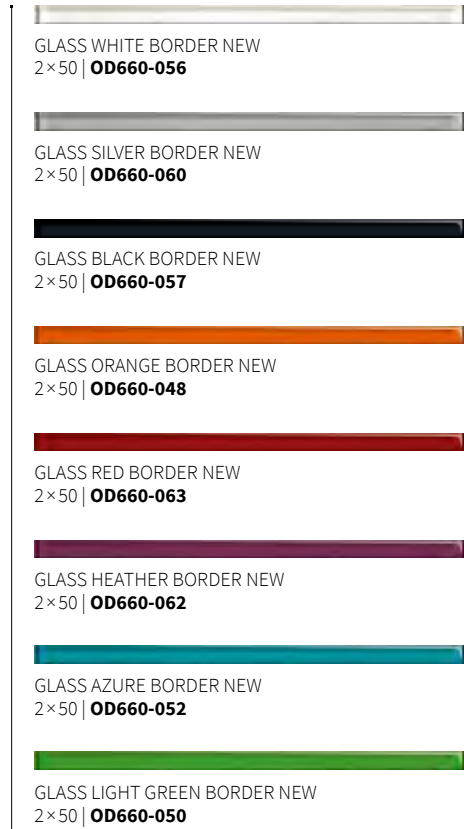 GLASS WHITE BORDER NEW
2×50 | OD660-056
GLASS SILVER BORDER NEW
2×50 | OD660-060
GLASS BLACK BORDER NEW
2×50 | OD660-057
GLASS ORANGE BORDER NEW
2×50 | OD660-048
GLASS RED BORDER NEW
2×50 | OD660-063
GLASS HEATHER BORDER NEW
2×50 | OD660-062
GLASS AZURE BORDER NEW
2×50 | OD660-052
GLASS LIGHT GREEN BORDER NEW
2×50 | OD660-050